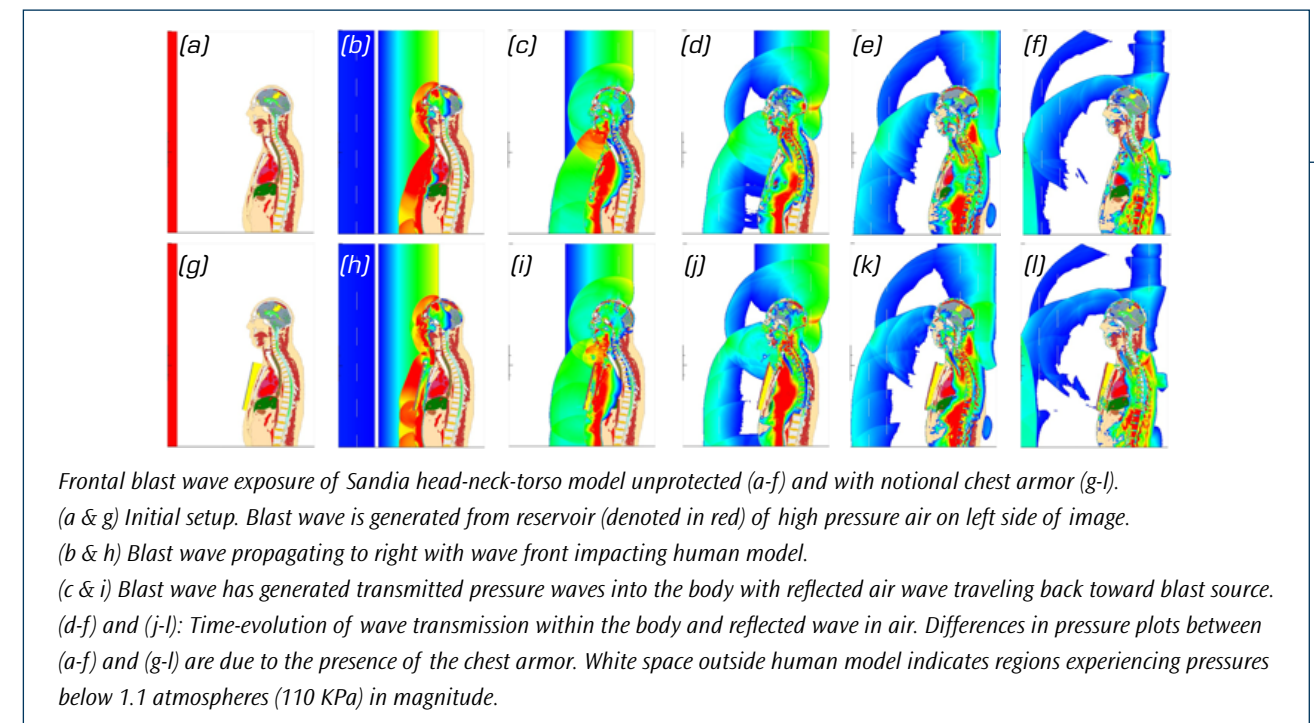 (a) (b) (c) (d) (e) (f)
(g) (h) (i) (j) (k) (l)
Frontal blast wave exposure of Sandia head-neck-torso model unprotected (a-f) and with notional chest armor (g-l).
(a & g) Initial setup. Blast wave is generated from reservoir (denoted in red) of high pressure air on left side of image.
(b & h) Blast wave propagating to right with wave front impacting human model.
(c & i) Blast wave has generated transmitted pressure waves into the body with reflected air wave traveling back toward blast source.
(d-f) and (j-l): Time-evolution of wave transmission within the body and reflected wave in air. Differences in pressure plots between
(a-f) and (g-l) are due to the presence of the chest armor. White space outside human model indicates regions experiencing pressures
below 1.1 atmospheres (110 KPa) in magnitude.